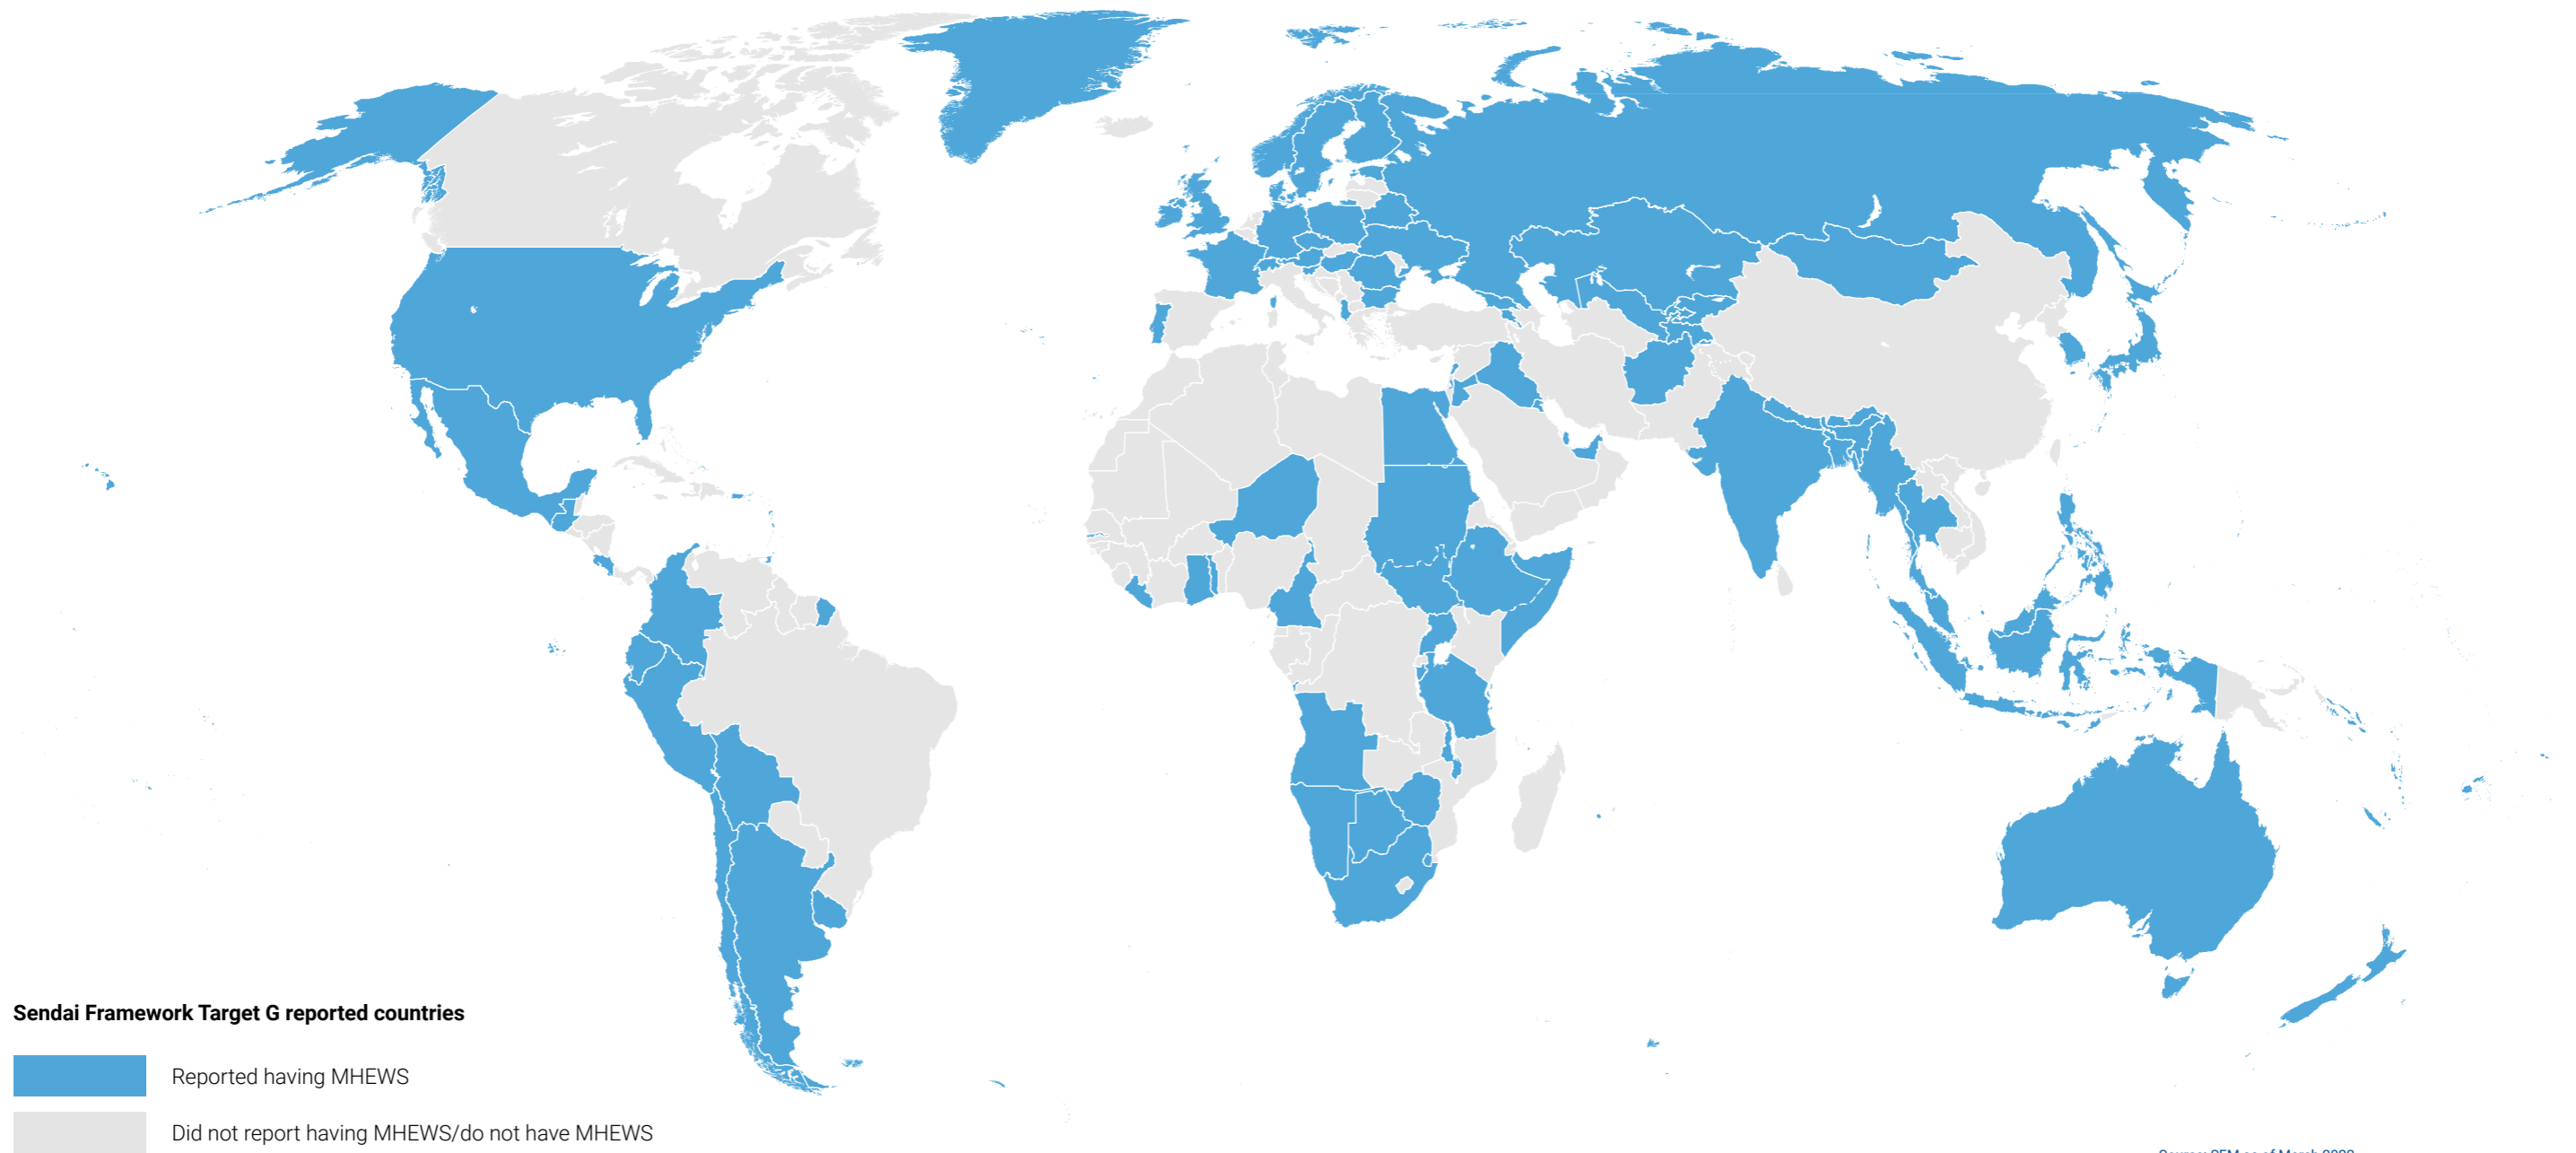 Sendai Framework Target G reported countries
Reported having MHEWS
Did not report having MHEWS/do not have MHEWS